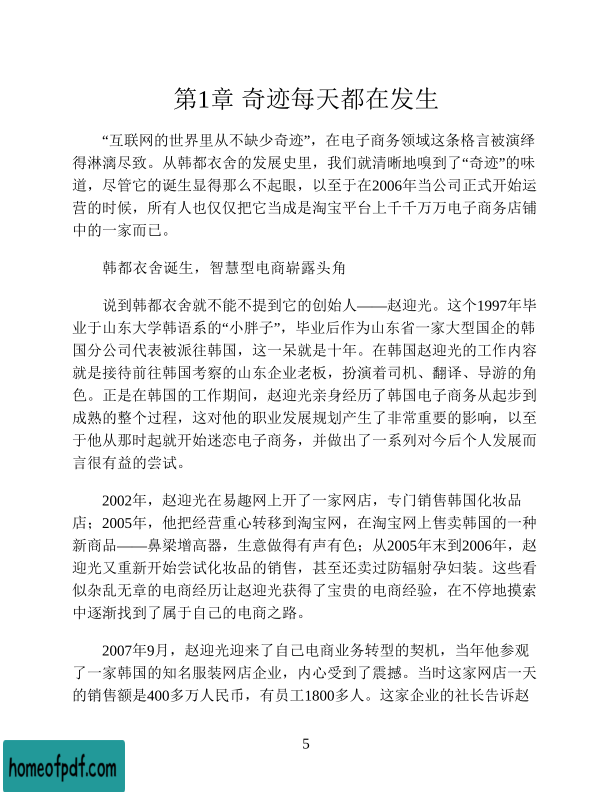 第1章 奇迹每天都在发生
“互联网的世界里从不缺少奇迹”，在电子商务领域这条格言被演绎
得淋漓尽致。从韩都衣舍的发展史里，我们就清晰地嗅到了“奇迹”的味
道，尽管它的诞生显得那么不起眼，以至于在2006年当公司正式开始运
营的时候，所有人也仅仅把它当成是淘宝平台上千千万万电子商务店铺
中的一家而已。
韩都衣舍诞生，智慧型电商崭露头角
说到韩都衣舍就不能不提到它的创始人——赵迎光。这个1997年毕
业于山东大学韩语系的“小胖子”，毕业后作为山东省一家大型国企的韩
国分公司代表被派往韩国，这一呆就是十年。在韩国赵迎光的工作内容
就是接待前往韩国考察的山东企业老板，扮演着司机、翻译、导游的角
色。正是在韩国的工作期间，赵迎光亲身经历了韩国电子商务从起步到
成熟的整个过程，这对他的职业发展规划产生了非常重要的影响，以至
于他从那时起就开始迷恋电子商务，并做出了一系列对今后个人发展而
言很有益的尝试。
2002年，赵迎光在易趣网上开了一家网店，专门销售韩国化妆品
店；2005年，他把经营重心转移到淘宝网，在淘宝网上售卖韩国的一种
新商品——鼻梁增高器，生意做得有声有色；从2005年末到2006年，赵
迎光又重新开始尝试化妆品的销售，甚至还卖过防辐射孕妇装。这些看
似杂乱无章的电商经历让赵迎光获得了宝贵的电商经验，在不停地摸索
中逐渐找到了属于自己的电商之路。
2007年9月，赵迎光迎来了自己电商业务转型的契机，当年他参观
了一家韩国的知名服装网店企业，内心受到了震撼。当时这家网店一天
的销售额是400多万人民币，有员工1800多人。这家企业的社长告诉赵
5
homeofpdf.com